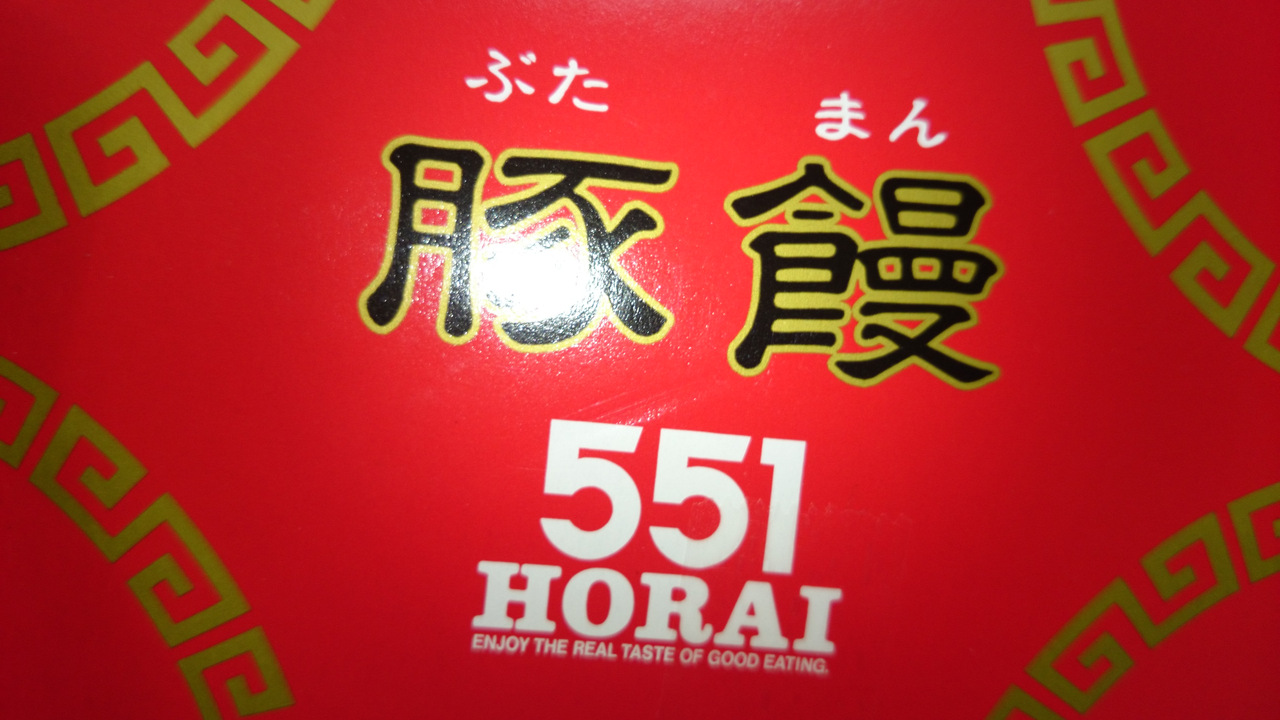 ぶた まん
豚饅
551
HORAI
ENJOY THE REAL TASTE OF GOOD EATING.